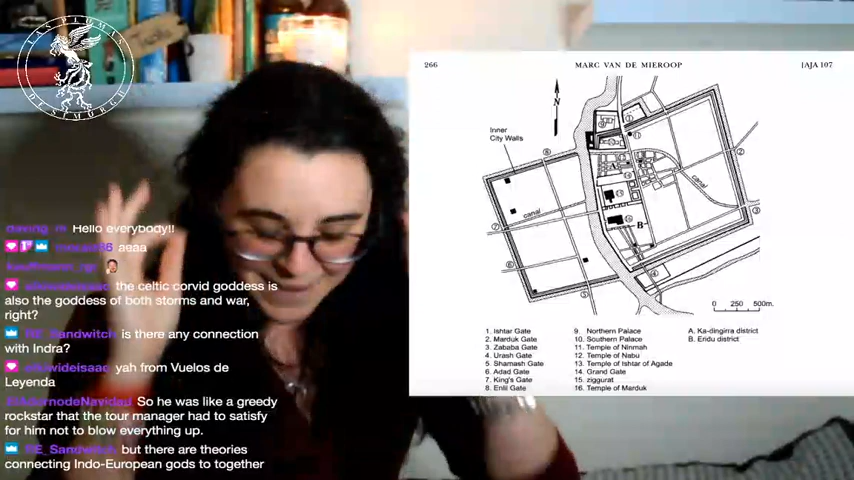 LAS PLUMAS
DE SIMURGH
Hello everybody!!
aeaa
the celtic corvid goddess is
also the goddess of both storms and war,
right?
is there any connection
with Indra?
yah from Vuelos de
Leyenda
So he was like a greedy
rockstar that the tour manager had to satisfy
for him not to blow everything up.
but there are theories
connecting Indo-European gods to together
266
MARC VAN DE MIEROOP
[AJA 107
N
Inner
City Walls
canal
canal
A
B
0 250 500m.
1. Ishtar Gate
2. Marduk Gate
3. Zababa Gate
4. Urash Gate
5. Shamash Gate
6. Adad Gate
7. King's Gate
8. Enlil Gate
9. Northern Palace
10. Southern Palace
11. Temple of Ninmah
12. Temple of Nabu
13. Temple of Ishtar of Agade
14. Grand Gate
15. ziggurat
16. Temple of Marduk
A. Ka-dingirra district
B. Eridu district